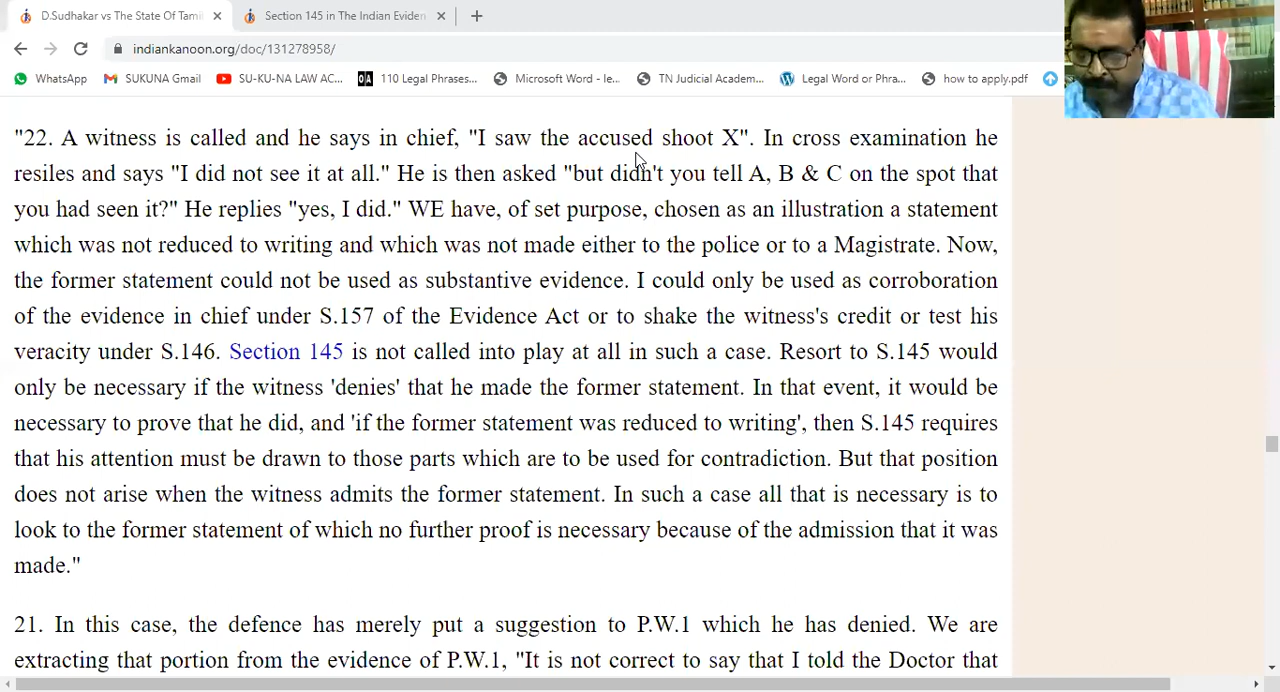 D.Sudhakar vs The State Of Tami
Section 145 in The Indian Eviden
indiankanoon.org/doc/131278958/
WhatsApp
SUKUNA Gmail
SU-KU-NA LAW AC...
OA
110 Legal Phrases...
Microsoft Word - le...
TN Judicial Academ...
Legal Word or Phra...
how to apply.pdf
"22. A witness is called and he says in chief, "I saw the accused shoot X". In cross examination he
resiles and says "I did not see it at all." He is then asked "but didn't you tell A, B & C on the spot that
you had seen it?" He replies "yes, I did." WE have, of set purpose, chosen as an illustration a statement
which was not reduced to writing and which was not made either to the police or to a Magistrate. Now,
the former statement could not be used as substantive evidence. I could only be used as corroboration
of the evidence in chief under S.157 of the Evidence Act or to shake the witness's credit or test his
veracity under S.146. Section 145 is not called into play at all in such a case. Resort to S.145 would
only be necessary if the witness 'denies' that he made the former statement. In that event, it would be
necessary to prove that he did, and 'if the former statement was reduced to writing', then S.145 requires
that his attention must be drawn to those parts which are to be used for contradiction. But that position
does not arise when the witness admits the former statement. In such a case all that is necessary is to
look to the former statement of which no further proof is necessary because of the admission that it was
made."
21. In this case, the defence has merely put a suggestion to P.W.1 which he has denied. We are
extracting that portion from the evidence of P.W.1, "It is not correct to say that I told the Doctor that